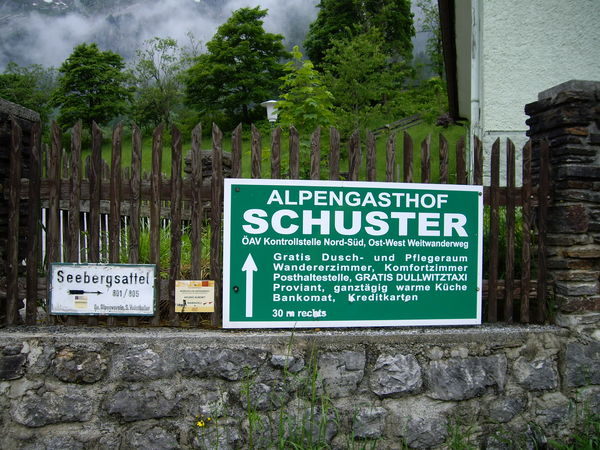 ALPENGASTHOF
SCHUSTER
ÖAV Kontrollstelle Nord-Süd, Ost-West Weitwanderweg
Gratis Dusch- und Pflegeraum
Wandererzimmer, Komfortzimmer
Posthaltestelle, GRATIS DULLWITZTAXI
Proviant, ganztägig warme Küche
Bankomat, Kreditkarten
30 m rechts
Seebergsattel
801/805